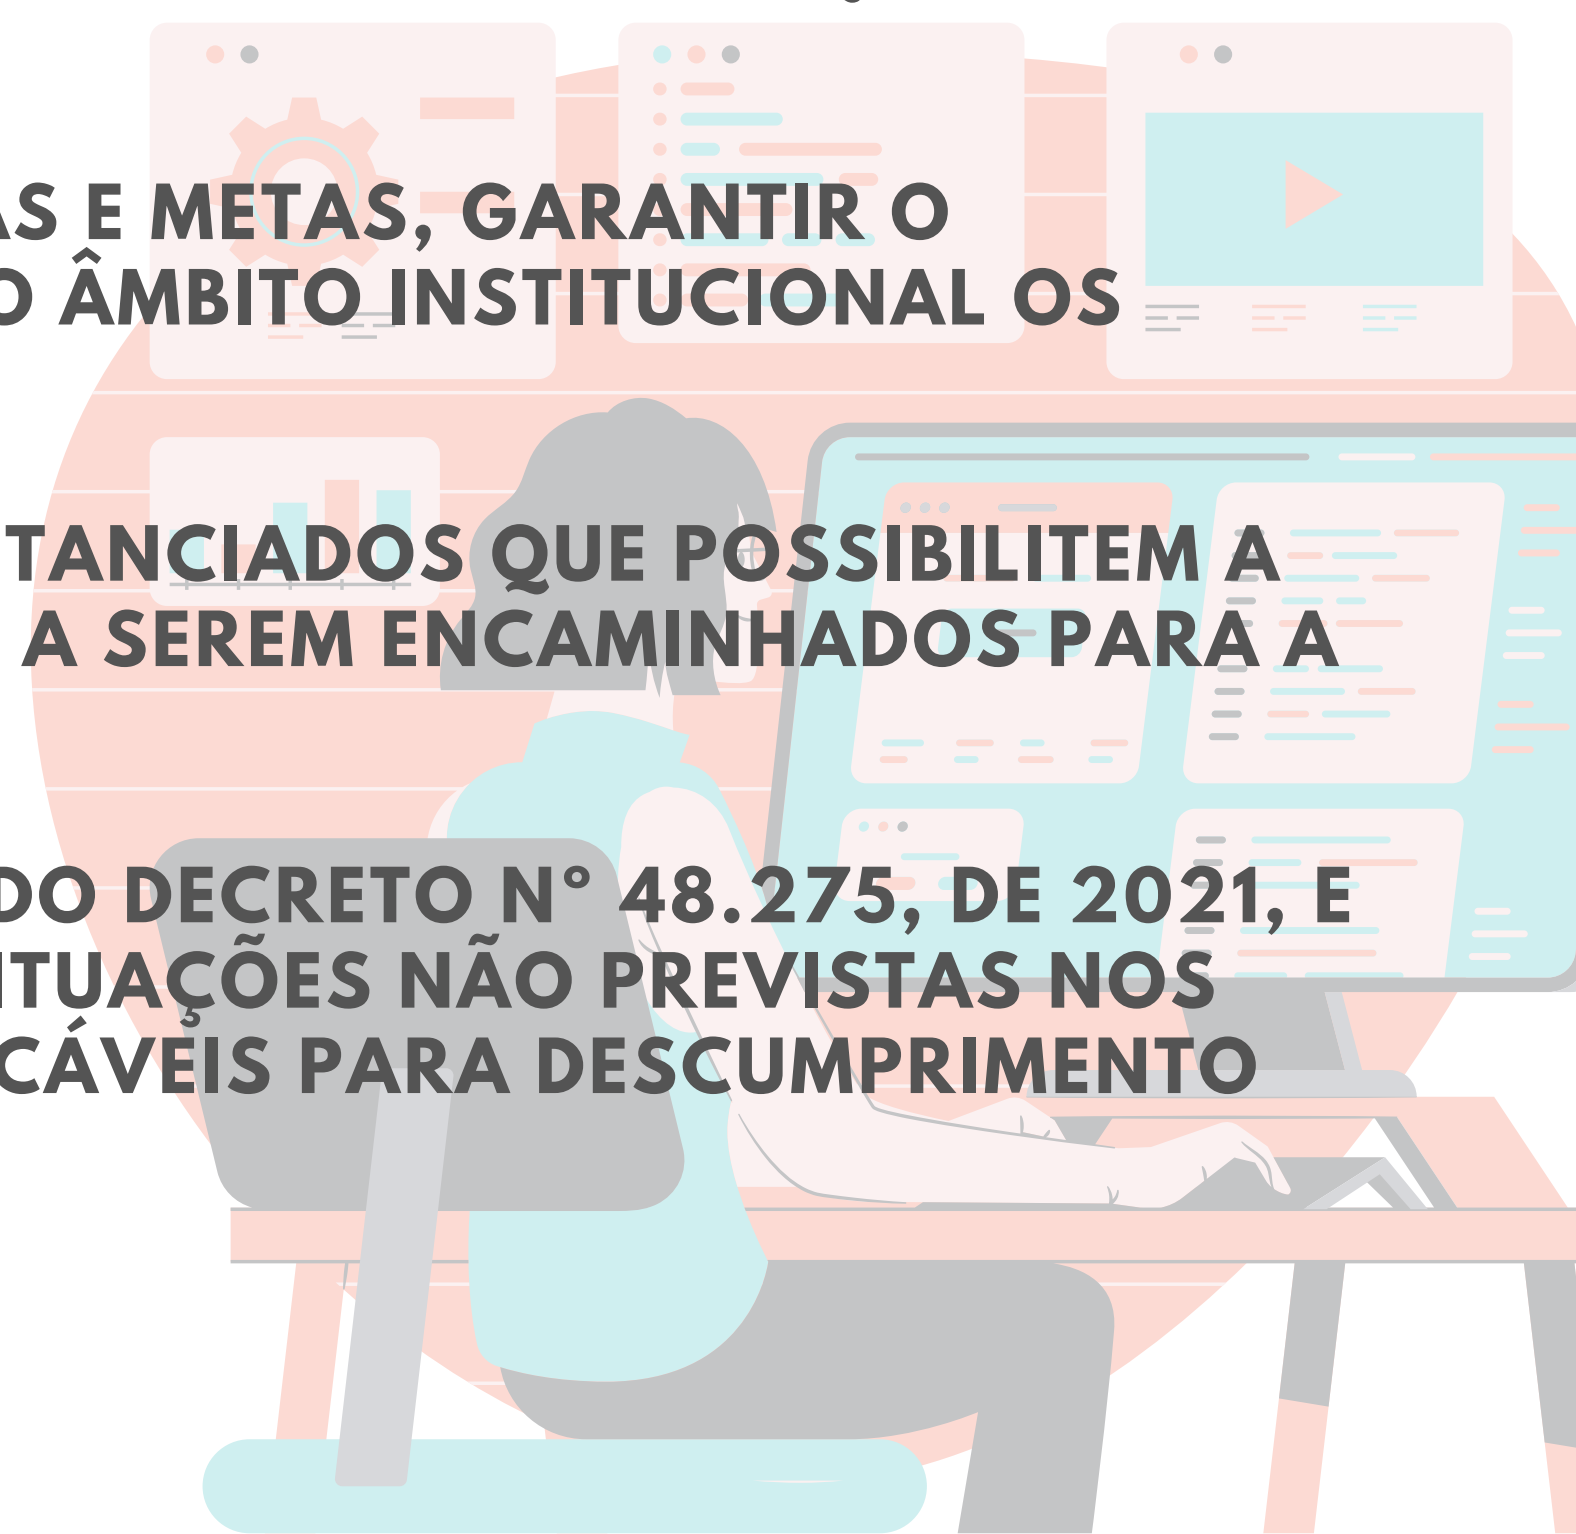 E METAS, GARANTIR O
ÂMBITO INSTITUCIONAL OS
TANCIADOS QUE POSSIBILITEM A
A SEREM ENCAMINHADOS PARA A
DO DECRETO Nº 48.275, DE 2021, E
ITUAÇÕES NÃO PREVISTAS NOS
CÁVEIS PARA DESCUMPRIMENTO